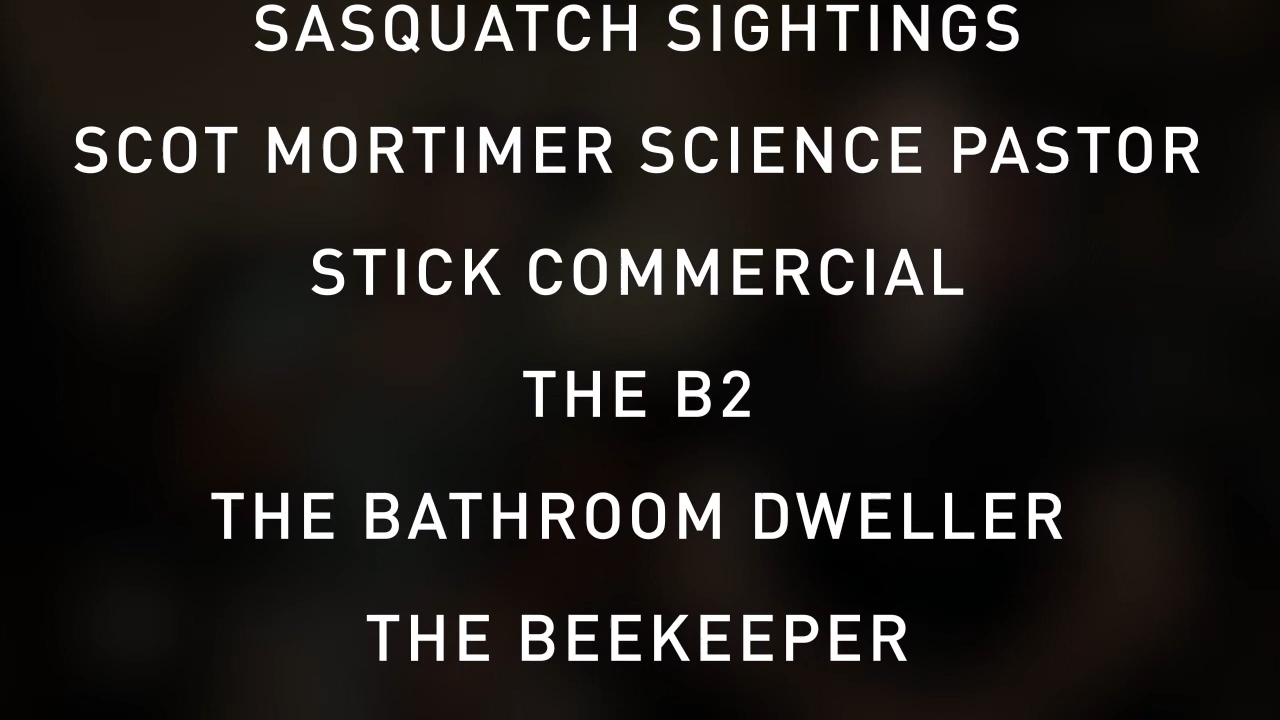 SASQUATCH SIGHTINGS
SCOT MORTIMER SCIENCE PASTOR
STICK COMMERCIAL
THE B2
THE BATHROOM DWELLER
THE BEEKEEPER